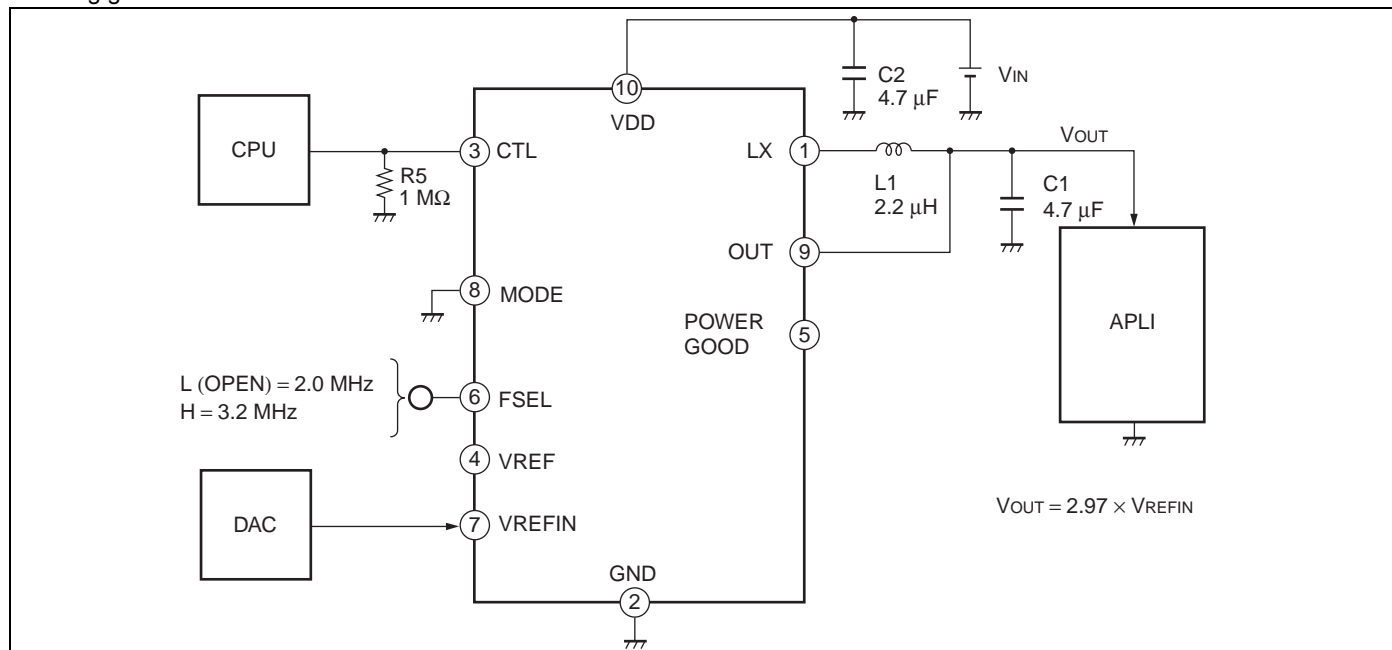 C2
4.7 μF
VIN
10
VDD
CPU
3 CTL
R5
1 MΩ
LX 1
L1
2.2 μH
VOUT
C1
4.7 μF
OUT 9
8 MODE
POWER
GOOD
5
APLI
L (OPEN) = 2.0 MHz
H = 3.2 MHz
6 FSEL
4 VREF
DAC
7 VREFIN
VOUT = 2.97 × VREFIN
GND
2